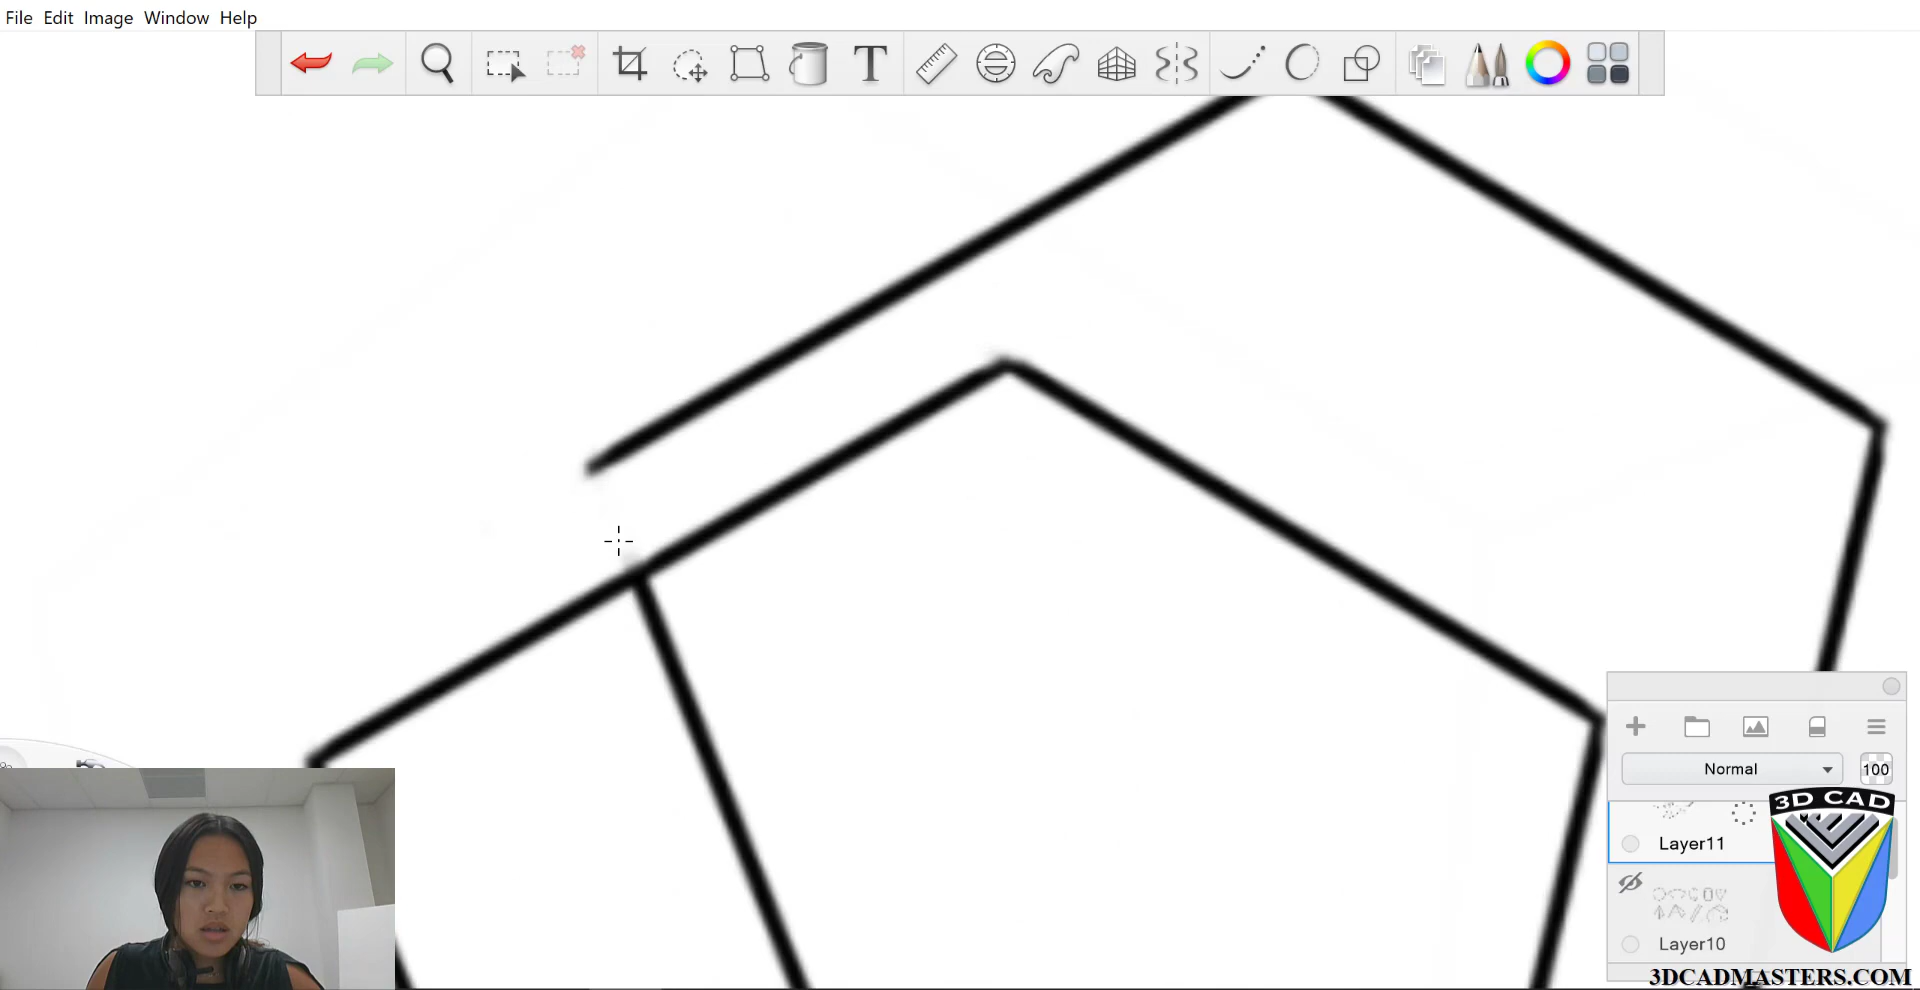 File Edit Image Window Help
T
Normal
100
Layer11
Layer10
3D CAD
3DCADMASTERS.COM